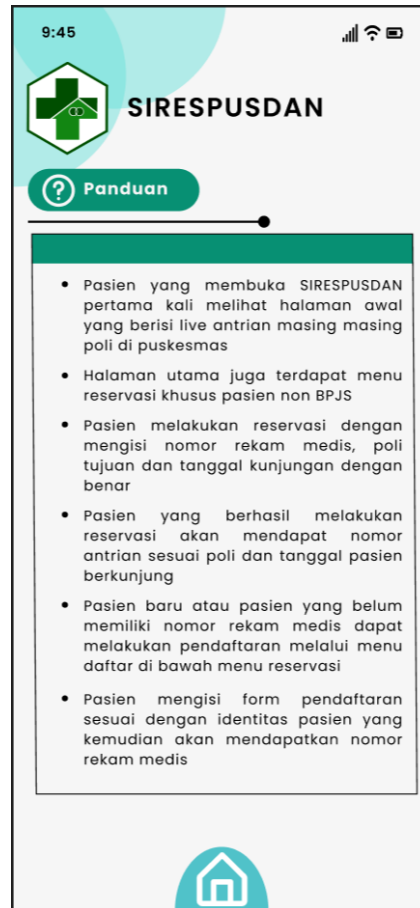 9:45
SIRESPUSDAN
Panduan
• Pasien yang membuka SIRESPUSDAN
pertama kali melihat halaman awal
yang berisi live antrian masing masing
poli di puskesmas
• Halaman utama juga terdapat menu
reservasi khusus pasien non BPJS
• Pasien melakukan reservasi dengan
mengisi nomor rekam medis, poli
tujuan dan tanggal kunjungan dengan
benar
• Pasien yang berhasil melakukan
reservasi akan mendapat nomor
antrian sesuai poli dan tanggal pasien
berkunjung
• Pasien baru atau pasien yang belum
memiliki nomor rekam medis dapat
melakukan pendaftaran melalui menu
daftar di bawah menu reservasi
• Pasien mengisi form pendaftaran
sesuai dengan identitas pasien yang
kemudian akan mendapatkan nomor
rekam medis